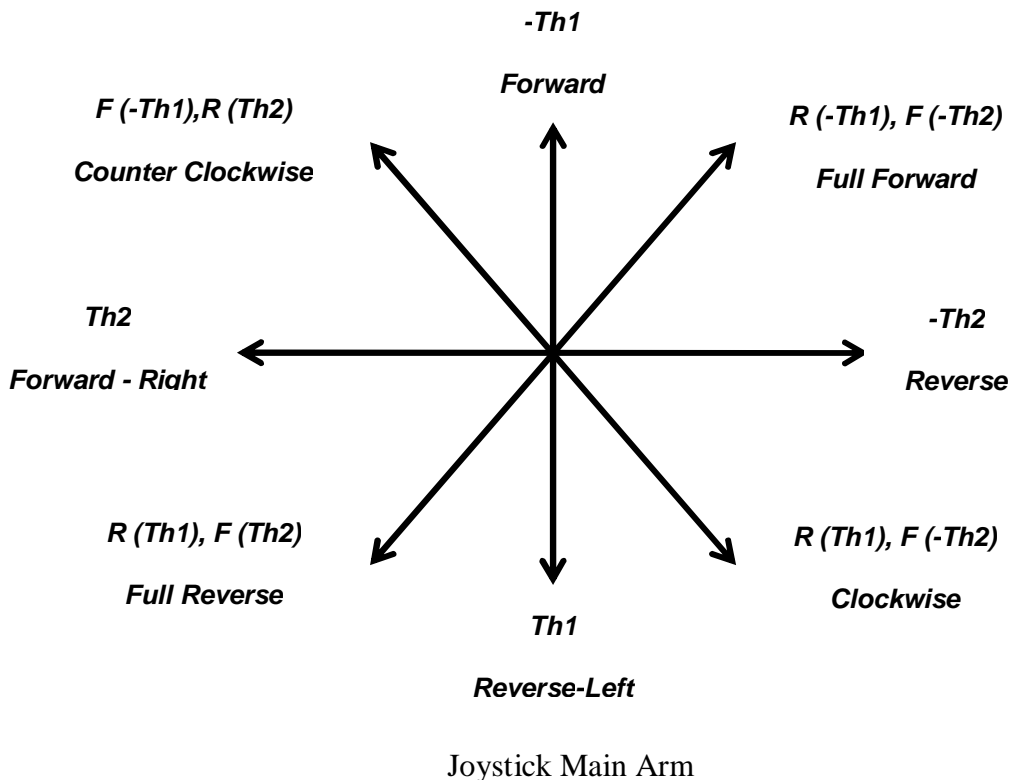 -Th1
Forward
F (-Th1),R (Th2)
Counter Clockwise
R (-Th1), F (-Th2)
Full Forward
Th2
Forward - Right
-Th2
Reverse
R (Th1), F (Th2)
Full Reverse
R (Th1), F (-Th2)
Clockwise
Th1
Reverse-Left
Joystick Main Arm